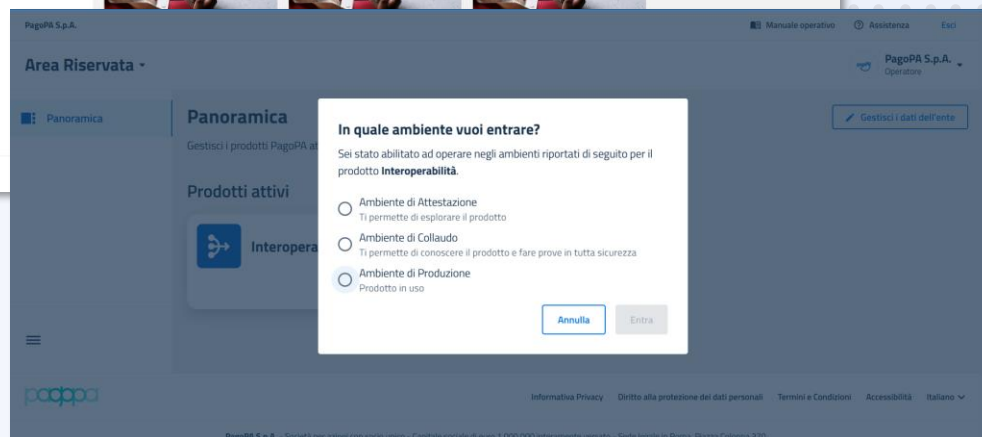 PagoPA S.p.A.
Manuale operativo
Assistenza
Esci
Area Riservata
PagoPA S.p.A.
Operatore
Panoramica
Panoramica
Gestisci i dati dell'ente
Gestisci i prodotti PagoPA
Prodotti attivi
In quale ambiente vuoi entrare?
Sei stato abilitato ad operare negli ambienti riportati di seguito per il
prodotto Interoperabilità.
Ambiente di Attestazione
Ti permette di esplorare il prodotto
Ambiente di Collaudo
Ti permette di conoscere il prodotto e fare prove in tutta sicurezza
Ambiente di Produzione
Prodotto in uso
Interopera
Annulla
Entra
pagopa
Informativa Privacy
Diritto alla protezione dei dati personali
Termini e Condizioni
Accessibilità
Italiano